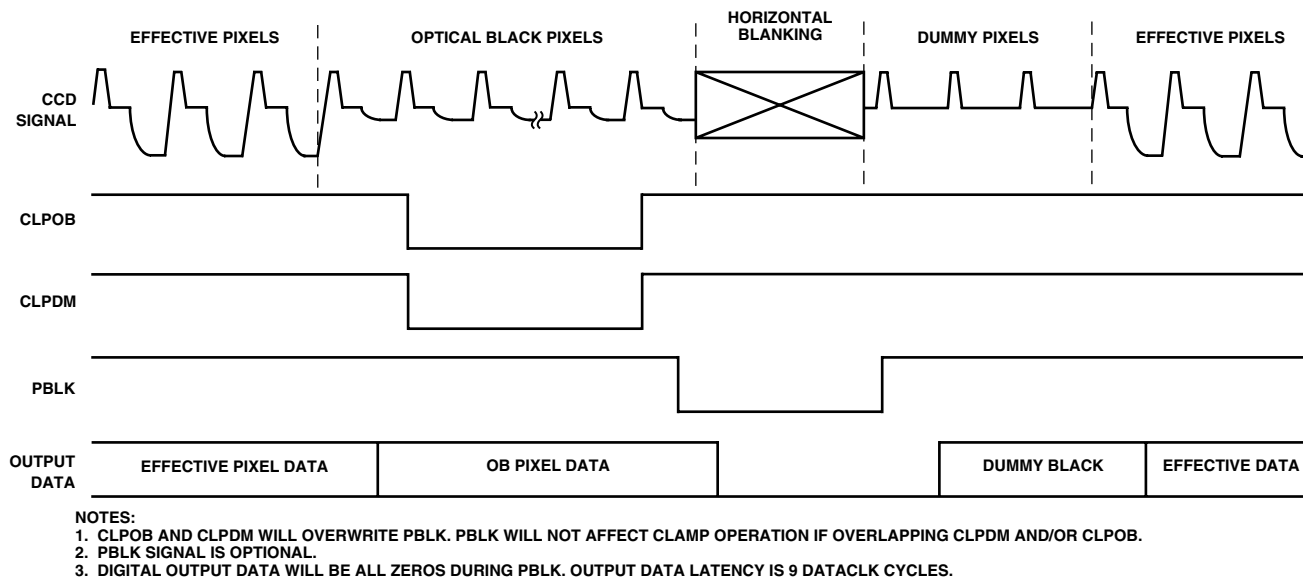 EFFECTIVE PIXELS
OPTICAL BLACK PIXELS
HORIZONTAL
BLANKING
DUMMY PIXELS
EFFECTIVE PIXELS
CCD
SIGNAL
CLPOB
CLPDM
PBLK
OUTPUT
DATA
EFFECTIVE PIXEL DATA
OB PIXEL DATA
DUMMY BLACK
EFFECTIVE DATA
NOTES:
1. CLPOB AND CLPDM WILL OVERWRITE PBLK. PBLK WILL NOT AFFECT CLAMP OPERATION IF OVERLAPPING CLPDM AND/OR CLPOB.
2. PBLK SIGNAL IS OPTIONAL.
3. DIGITAL OUTPUT DATA WILL BE ALL ZEROS DURING PBLK. OUTPUT DATA LATENCY IS 9 DATACLK CYCLES.